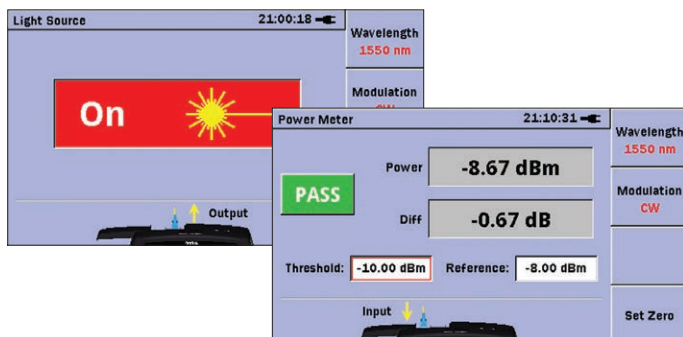 Light Source 21:00:18
Wavelength
1550 nm
Modulation
On
Output
Power Meter 21:10:31
Wavelength
1550 nm
Power -8.67 dBm
Modulation
CW
PASS
Diff -0.67 dB
Threshold: -10.00 dBm Reference: -8.00 dBm
Input
Set Zero